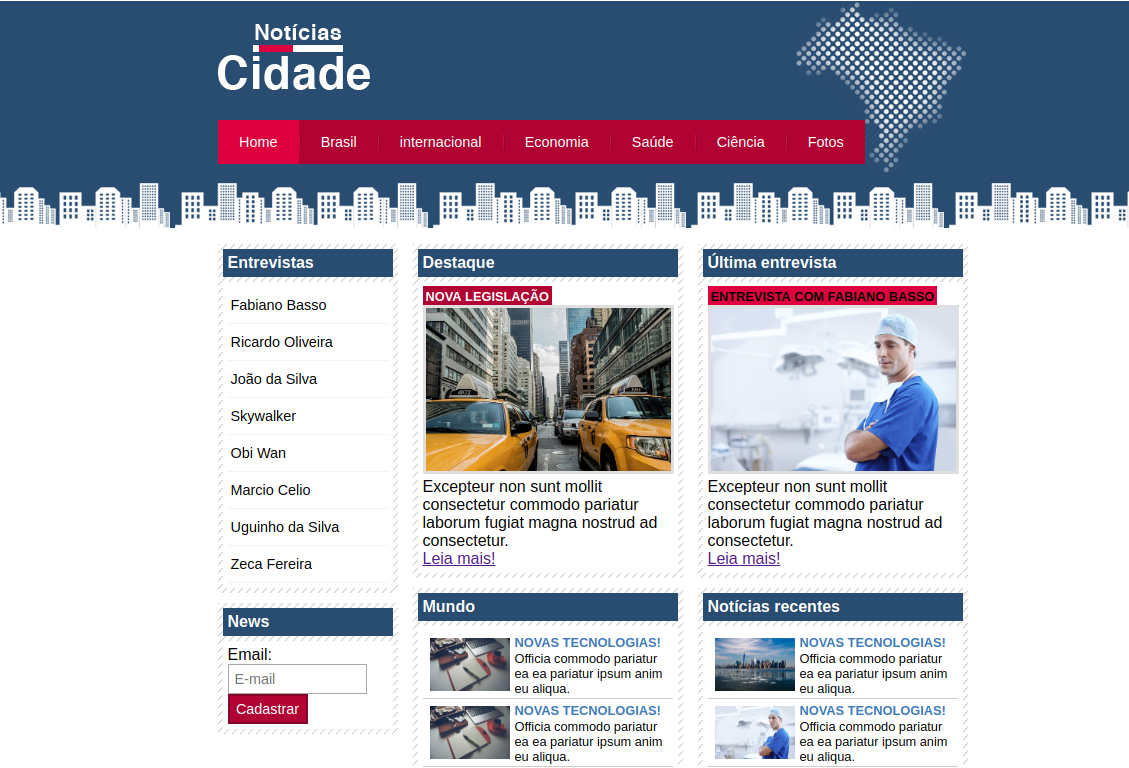 Notícias
Cidade
Home Brasil internacional Economia Saúde Ciência Fotos
Entrevistas
Fabiano Basso
Ricardo Oliveira
João da Silva
Skywalker
Obi Wan
Marcio Celio
Uguinho da Silva
Zeca Fereira
News
Email:
E-mail
Cadastrar
Destaque
NOVA LEGISLAÇÃO
Excepteur non sunt mollit
consectetur commodo pariatur
laborum fugiat magna nostrud ad
consectetur.
Leia mais!
Última entrevista
ENTREVISTA COM FABIANO BASSO
Excepteur non sunt mollit
consectetur commodo pariatur
laborum fugiat magna nostrud ad
consectetur.
Leia mais!
Mundo
NOVAS TECNOLOGIAS!
Officia commodo pariatur
ea ea pariatur ipsum anim
eu aliqua.
NOVAS TECNOLOGIAS!
Officia commodo pariatur
ea ea pariatur ipsum anim
eu aliqua.
Notícias recentes
NOVAS TECNOLOGIAS!
Officia commodo pariatur
ea ea pariatur ipsum anim
eu aliqua.
NOVAS TECNOLOGIAS!
Officia commodo pariatur
ea ea pariatur ipsum anim
eu aliqua.